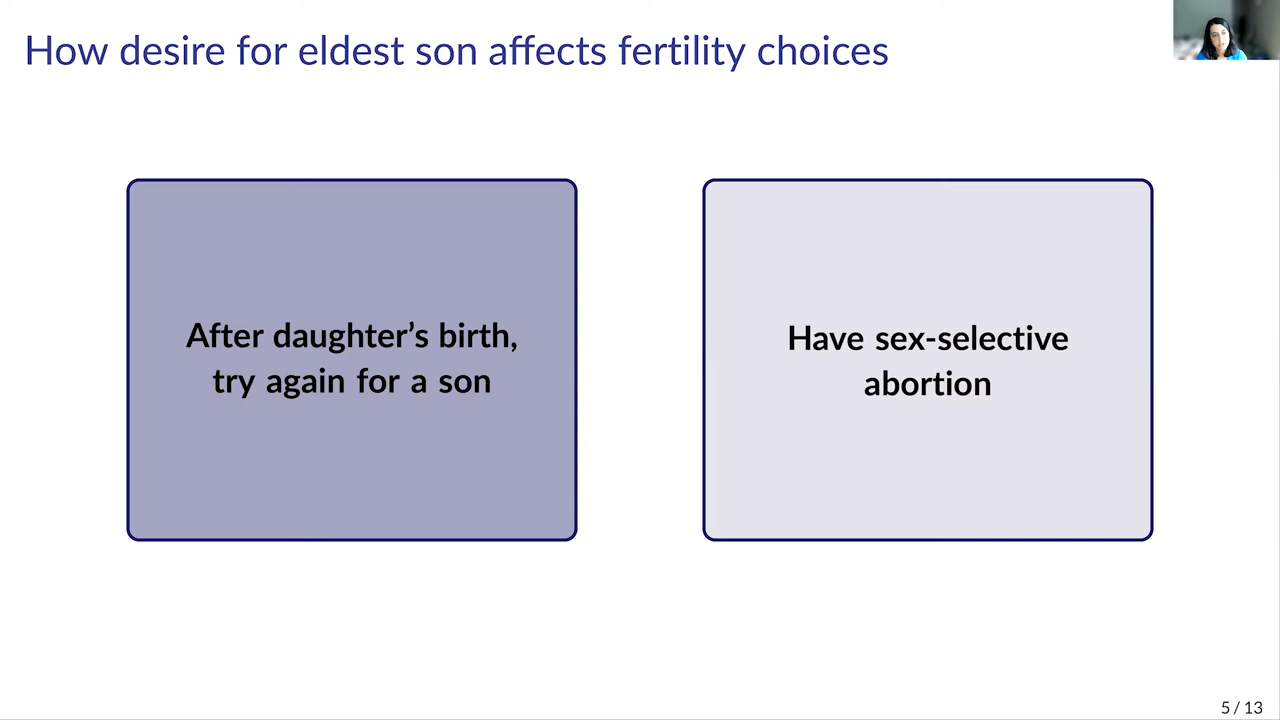 How desire for eldest son affects fertility choices
After daughter’s birth,
try again for a son
Have sex-selective
abortion
5 / 13